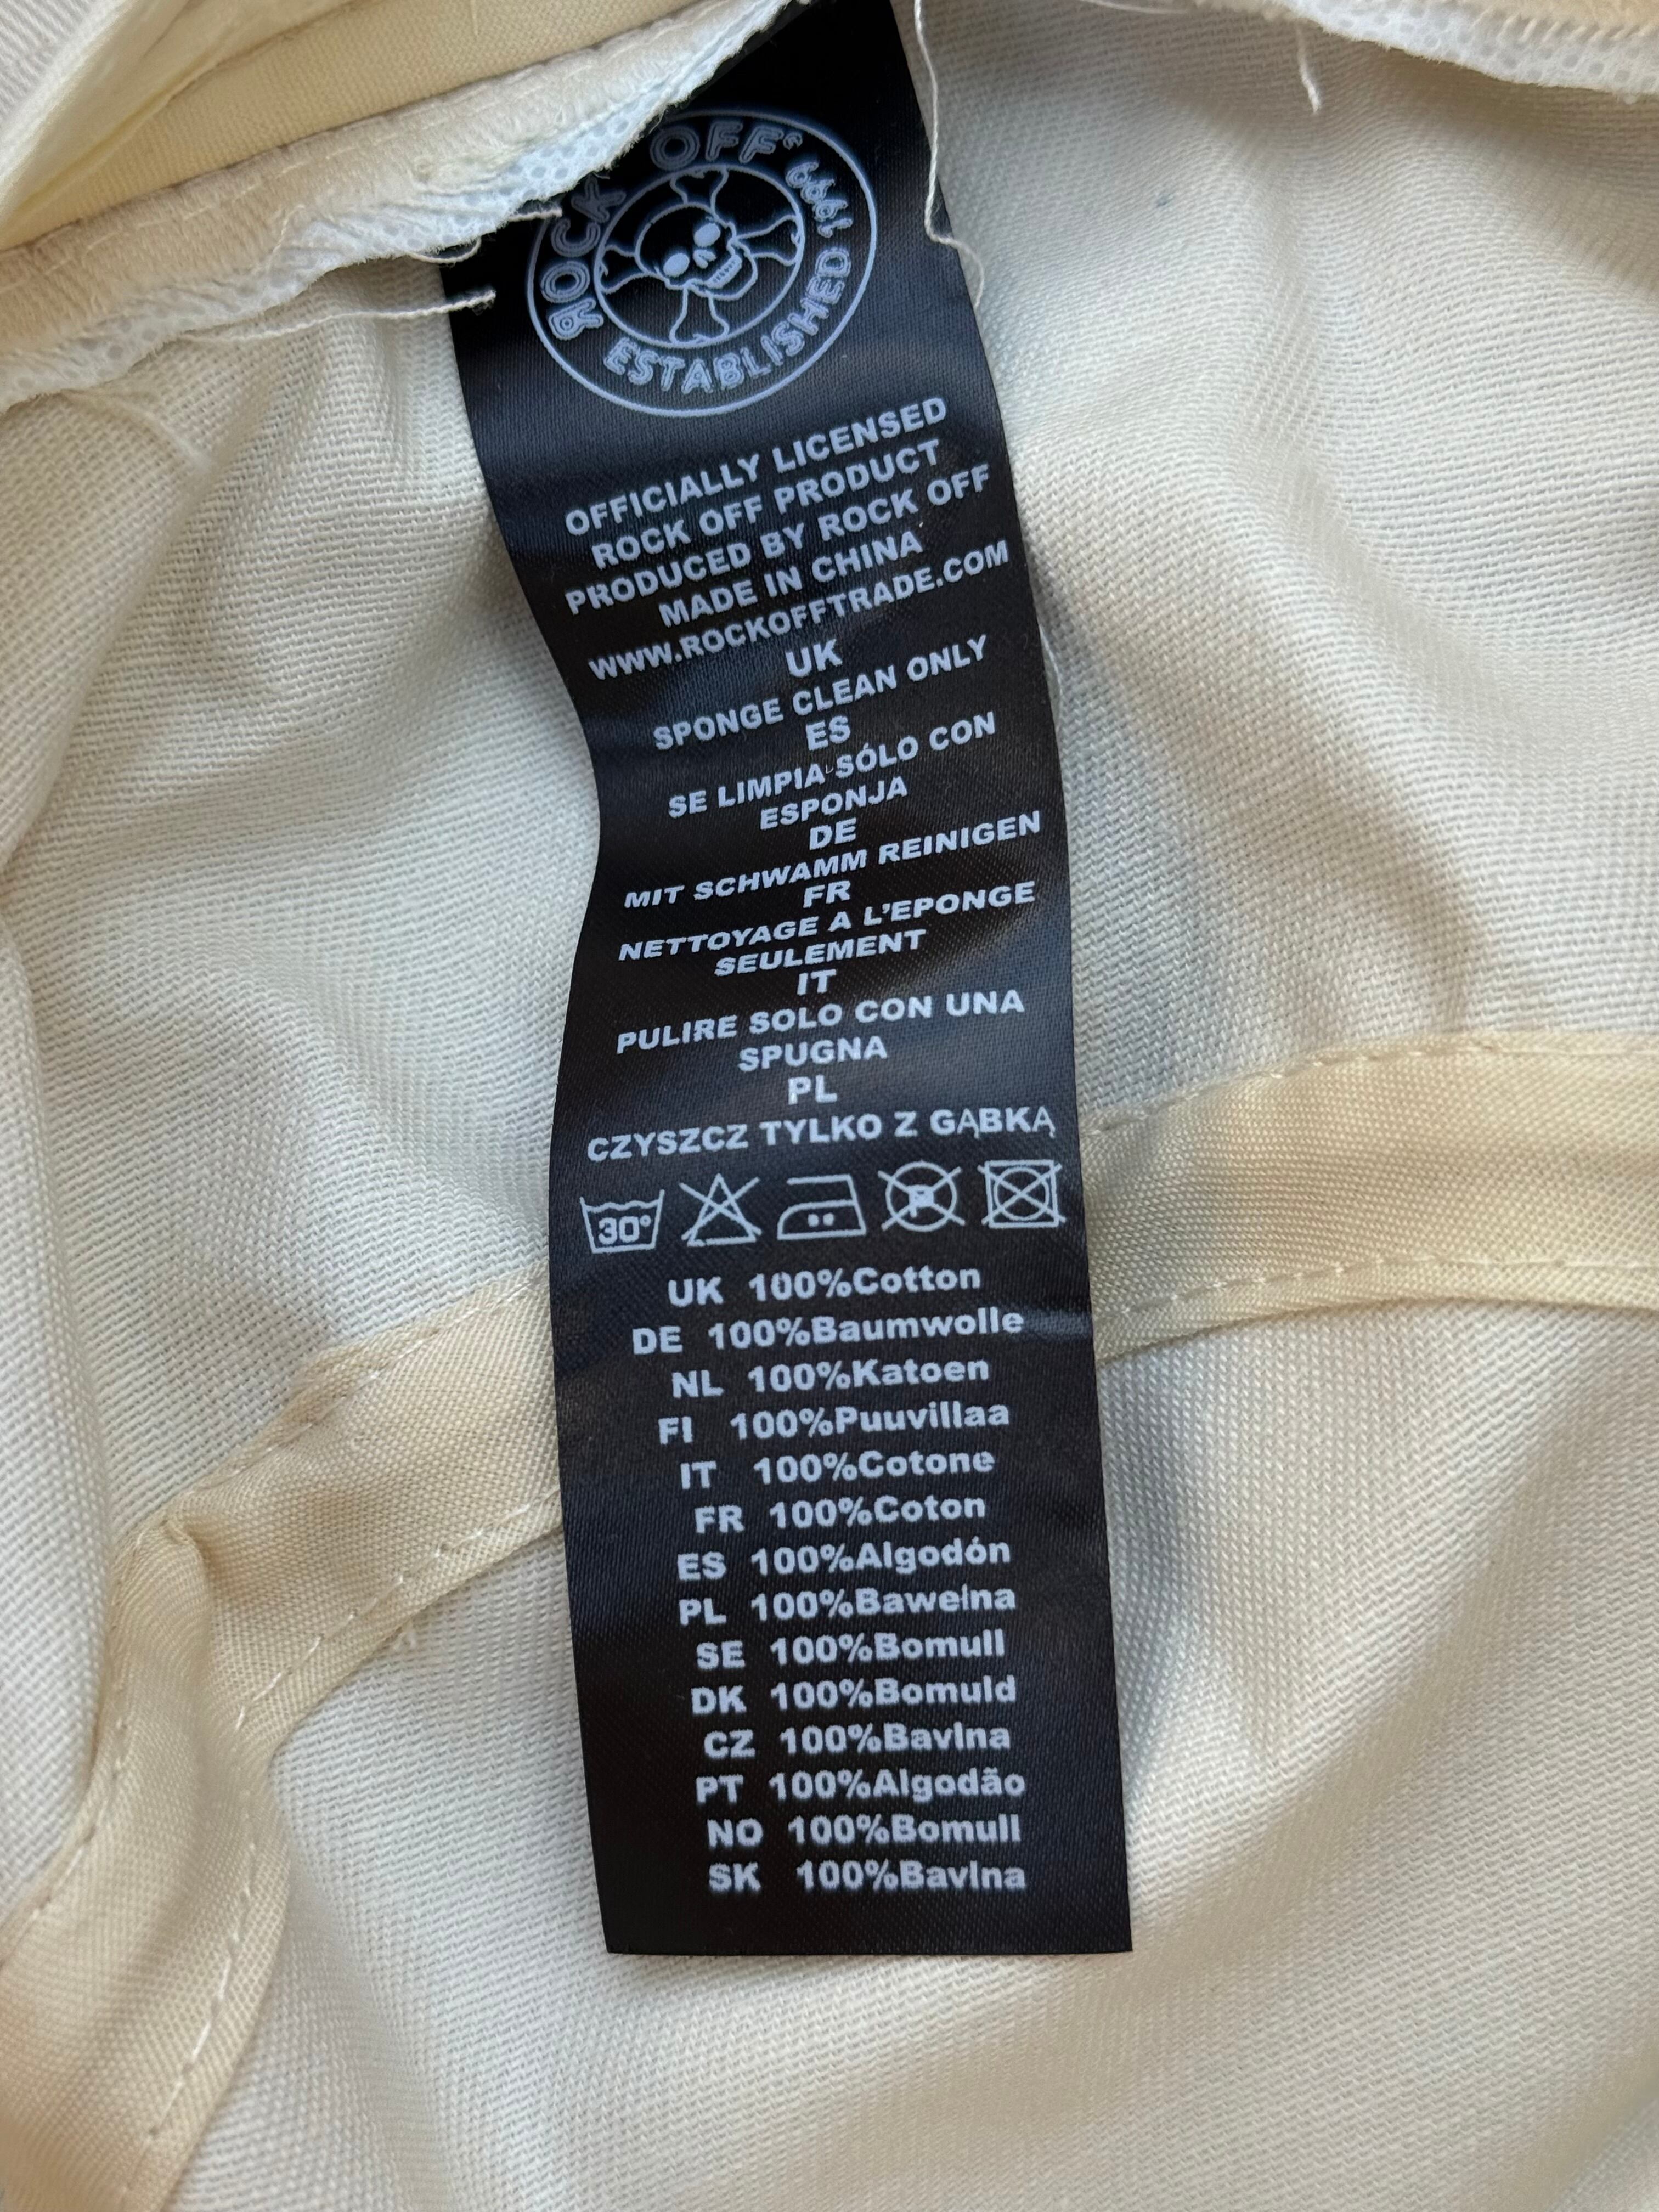 ROCK OFF
ESTABLISHED 1999
OFFICIALLY LICENSED
ROCK OFF PRODUCT
PRODUCED BY ROCK OFF
MADE IN CHINA
WWW.ROCKOFFTRADE.COM
UK
SPONGE CLEAN ONLY
ES
SE LIMPIA SÓLO CON
ESPONJA
DE
MIT SCHWAMM REINIGEN
FR
NETTOYAGE A L'EPONGE
SEULEMENT
IT
PULIRE SOLO CON UNA
SPUGNA
PL
CZYSZCZ TYLKO Z GĄBKĄ
30° P
UK 100%Cotton
DE 100%Baumwolle
NL 100%Katoen
FI 100%Puuvillaa
IT 100%Cotone
FR 100%Coton
ES 100%Algodón
PL 100%Bawelna
SE 100%Bomull
DK 100%Bomuld
CZ 100%Bavlna
PT 100%Algodão
NO 100%Bomull
SK 100%Bavlna